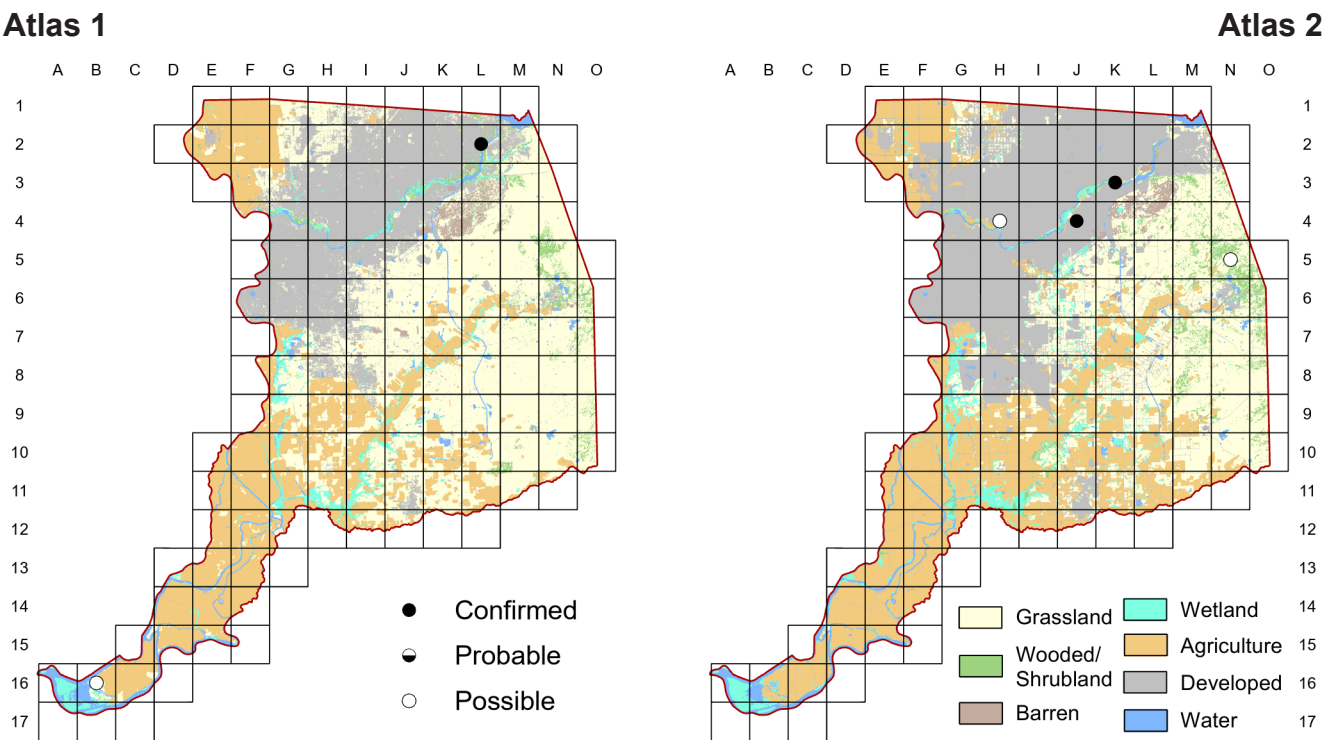 Atlas 1
Atlas 2
A B C D E F G H I J K L M N O
A B C D E F G H I J K L M N O
1
2
3
4
5
6
7
8
9
10
11
12
13
14
15
16
17
Confirmed
Probable
Possible
1
2
3
4
5
6
7
8
9
10
11
12
13
14
15
16
17
Grassland
Wooded/
Shrubland
Barren
Wetland
Agriculture
Developed
Water